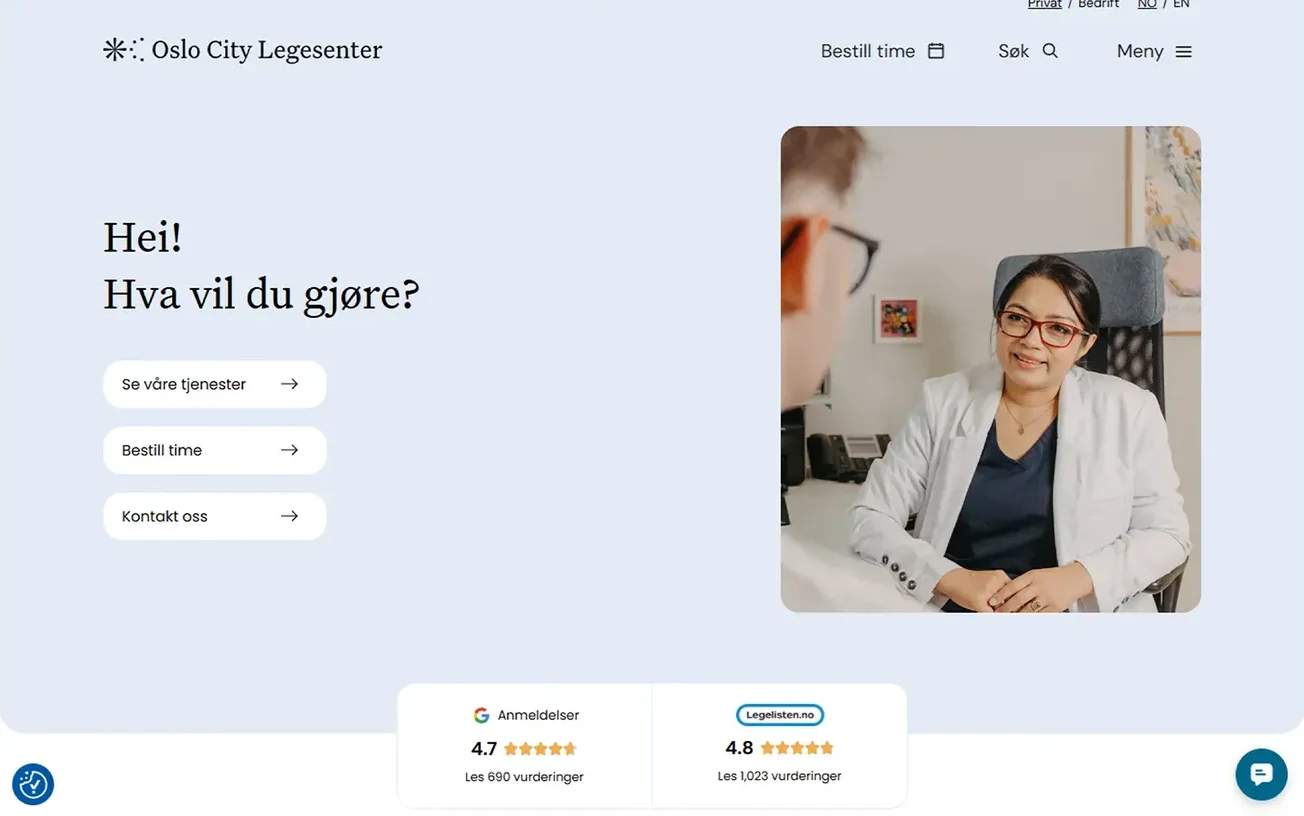 Privat / Bedrift NO / EN
Oslo City Legesenter
Bestill time
Søk
Meny
Hei!
Hva vil du gjøre?
Se våre tjenester
Bestill time
Kontakt oss
Anmeldelser
4.7
Les 690 vurderinger
Legelisten.no
4.8
Les 1,023 vurderinger